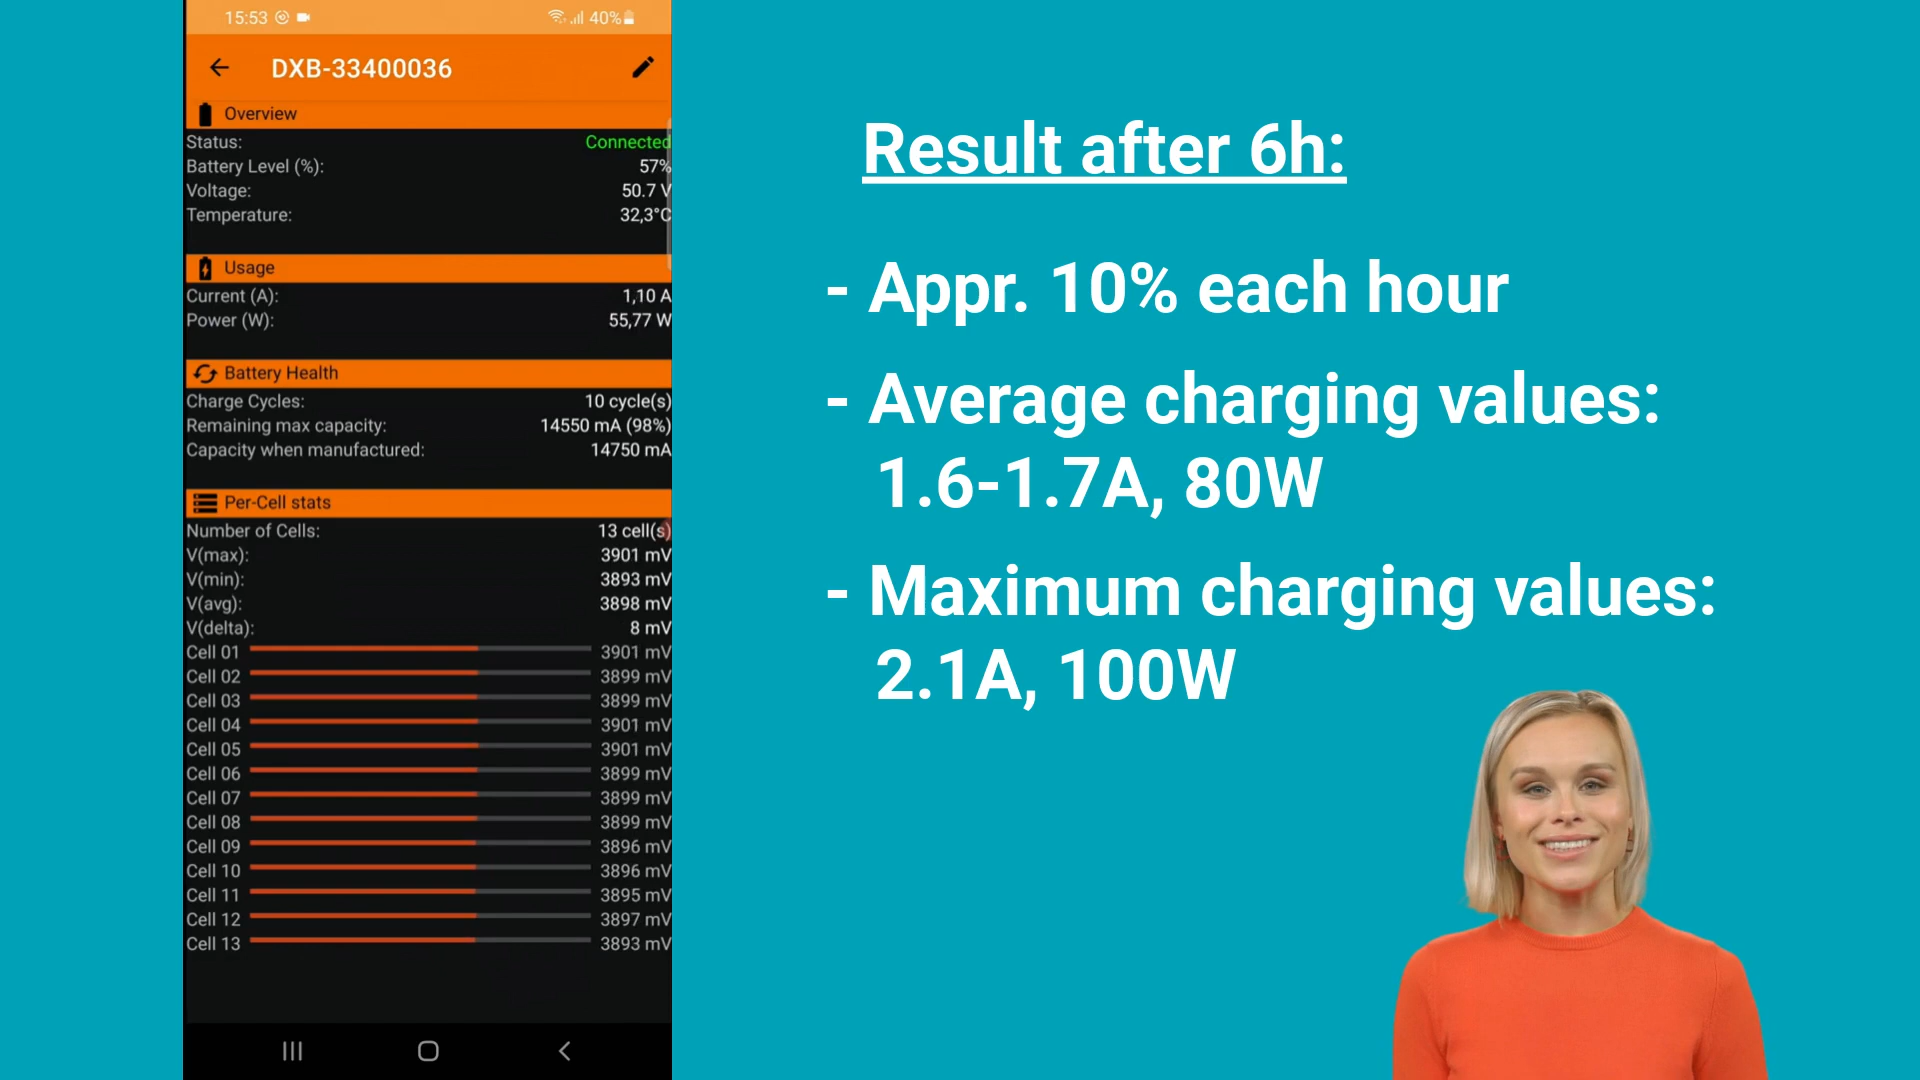 15:53
40%
DXB-33400036
Overview
Status: Connected
Battery Level (%): 57%
Voltage: 50.7 V
Temperature: 32,3°C
Usage
Current (A): 1,10 A
Power (W): 55,77 W
Battery Health
Charge Cycles: 10 cycle(s)
Remaining max capacity: 14550 mA (98%)
Capacity when manufactured: 14750 mA
Per-Cell stats
Number of Cells: 13 cell(s)
V(max): 3901 mV
V(min): 3893 mV
V(avg): 3898 mV
V(delta): 8 mV
Cell 01 3901 mV
Cell 02 3899 mV
Cell 03 3899 mV
Cell 04 3901 mV
Cell 05 3901 mV
Cell 06 3899 mV
Cell 07 3899 mV
Cell 08 3899 mV
Cell 09 3896 mV
Cell 10 3896 mV
Cell 11 3895 mV
Cell 12 3897 mV
Cell 13 3893 mV
Result after 6h:
- Appr. 10% each hour
- Average charging values:
1.6-1.7A, 80W
- Maximum charging values:
2.1A, 100W